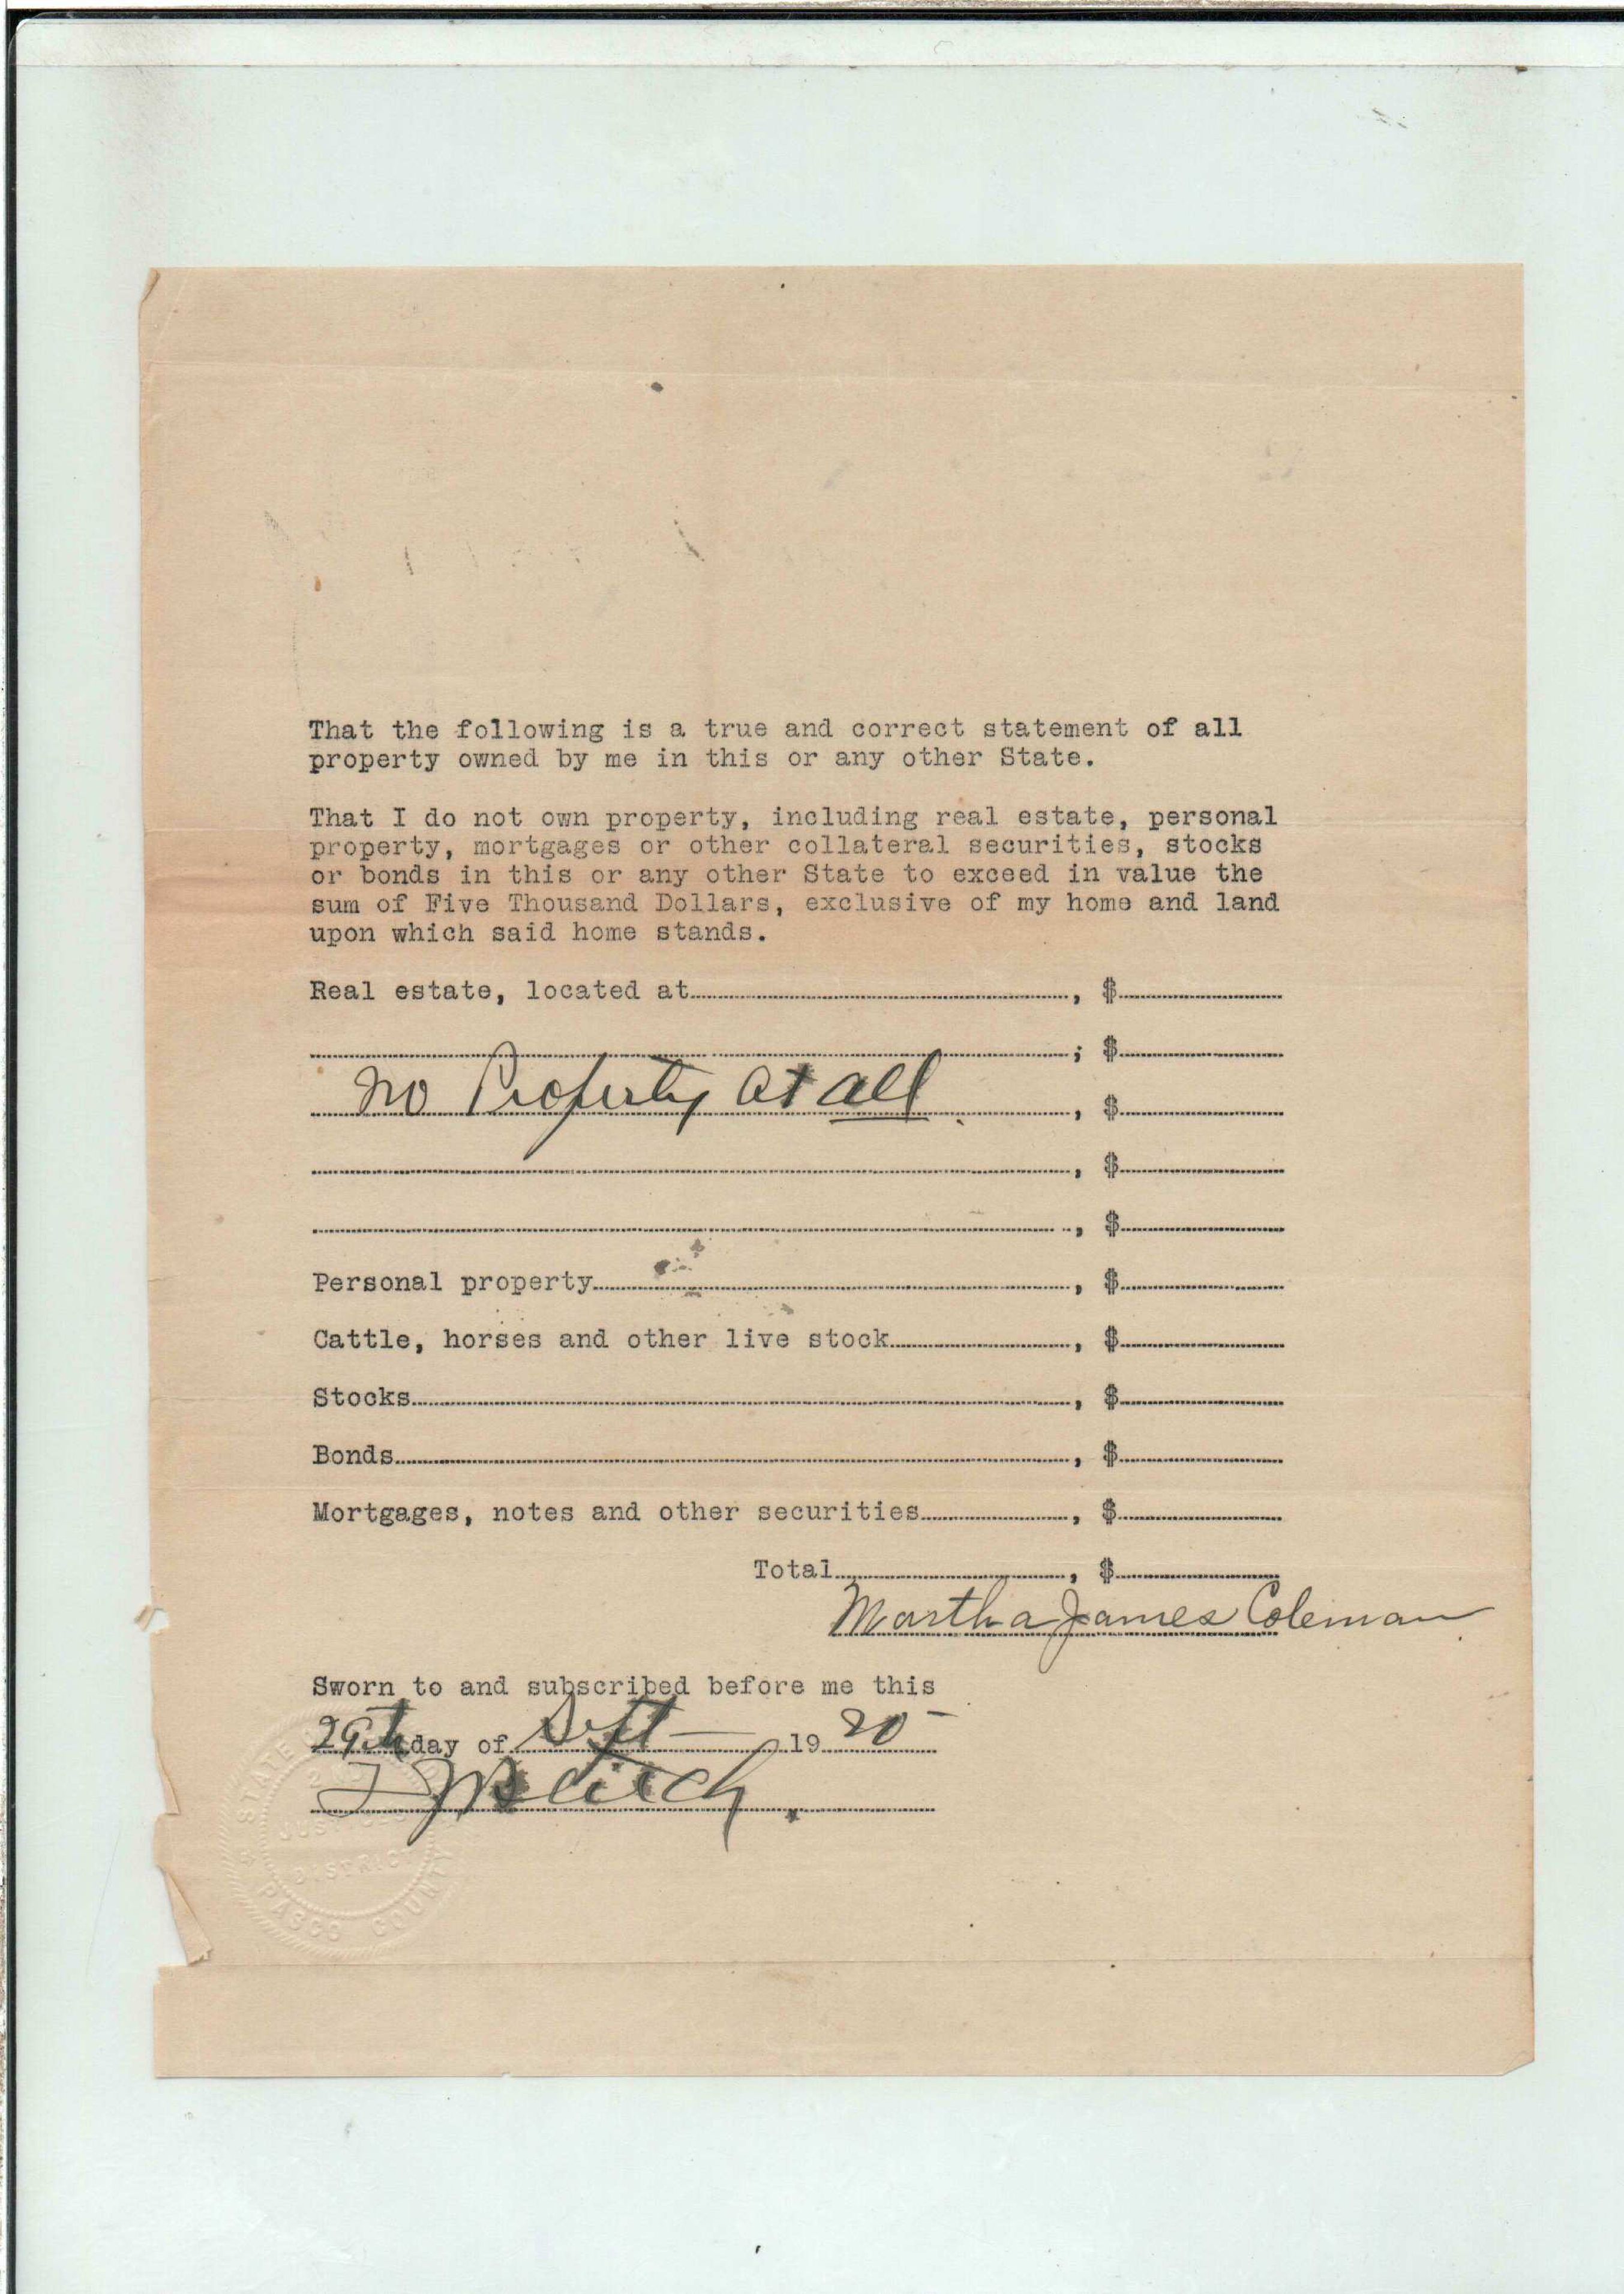 That the following is a true and correct statement of all
property owned by me in this or any other State.
That I do not own property, including real estate, personal
property, mortgages or other collateral securities, stocks
or bonds in this or any other State to exceed in value the
sum of Five Thousand Dollars, exclusive of my home and land
upon which said home stands.
Real estate, located at , $
; $
No Property at all. , $
, $
, $
Personal property , $
Cattle, horses and other live stock , $
Stocks , $
Bonds , $
Mortgages, notes and other securities , $
Total , $
Martha James Coleman
Sworn to and subscribed before me this
29th day of Sept 1920
STATE
DISTRICT
PASCO COUNTY